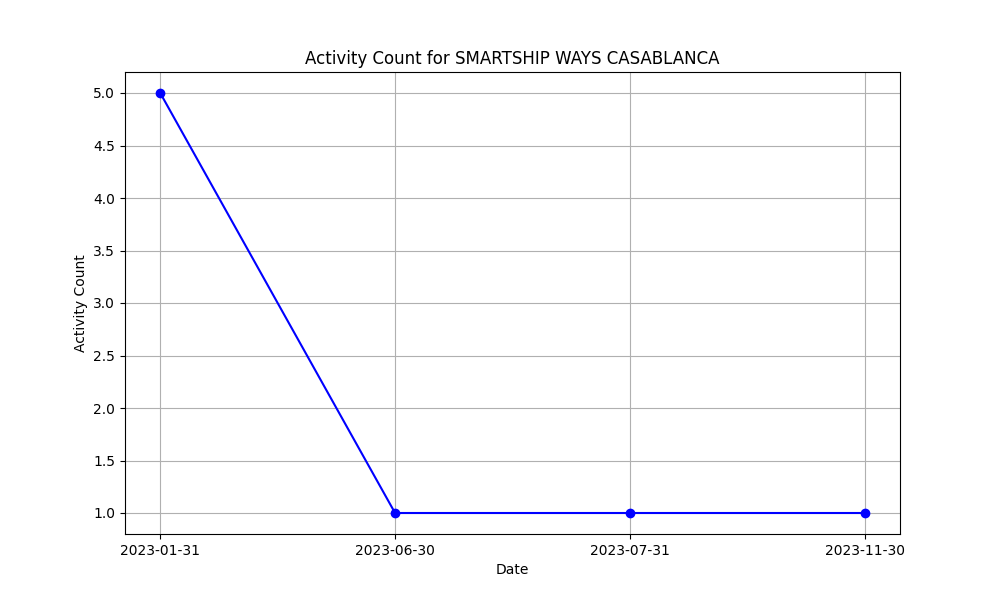 Activity Count for SMARTSHIP WAYS CASABLANCA
Activity Count
5.0
4.5
4.0
3.5
3.0
2.5
2.0
1.5
1.0
2023-01-31 2023-06-30 2023-07-31 2023-11-30
Date